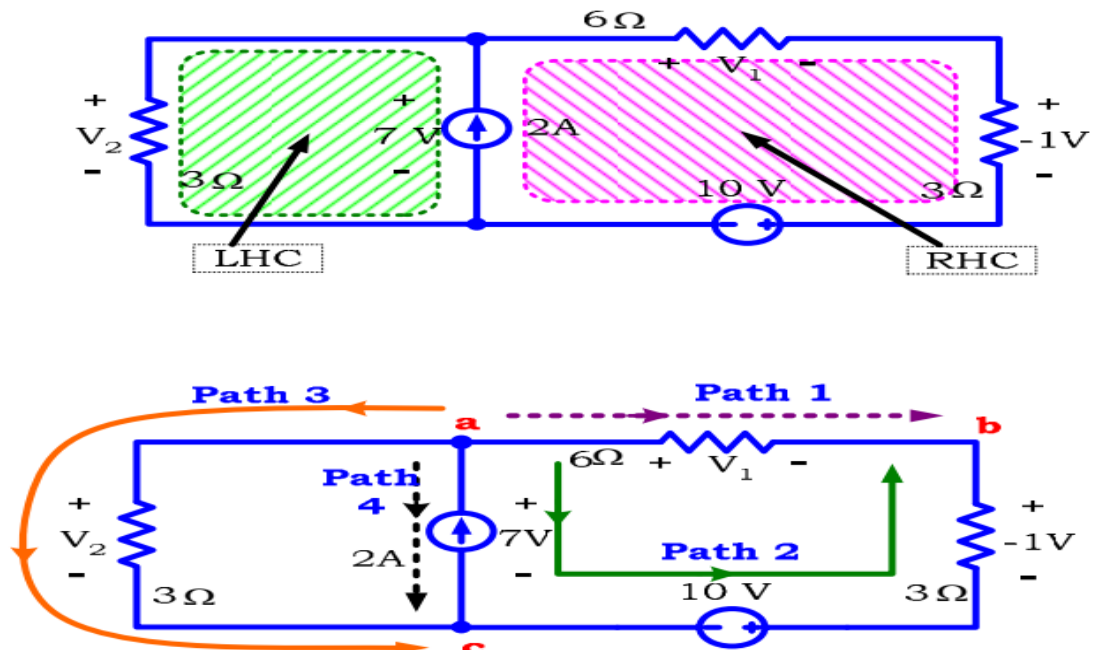 6Ω
+ V₁ -
+
V₂
-
3Ω
+
7 V
-
2A
10 V
- +
+
-1V
-
3Ω
LHC
RHC
Path 3
Path 1
a
b
6Ω
+ V₁ -
Path
4
+
V₂
-
2A
+
7V
-
Path 2
+
-1V
-
3Ω
10 V
- +
3Ω
c